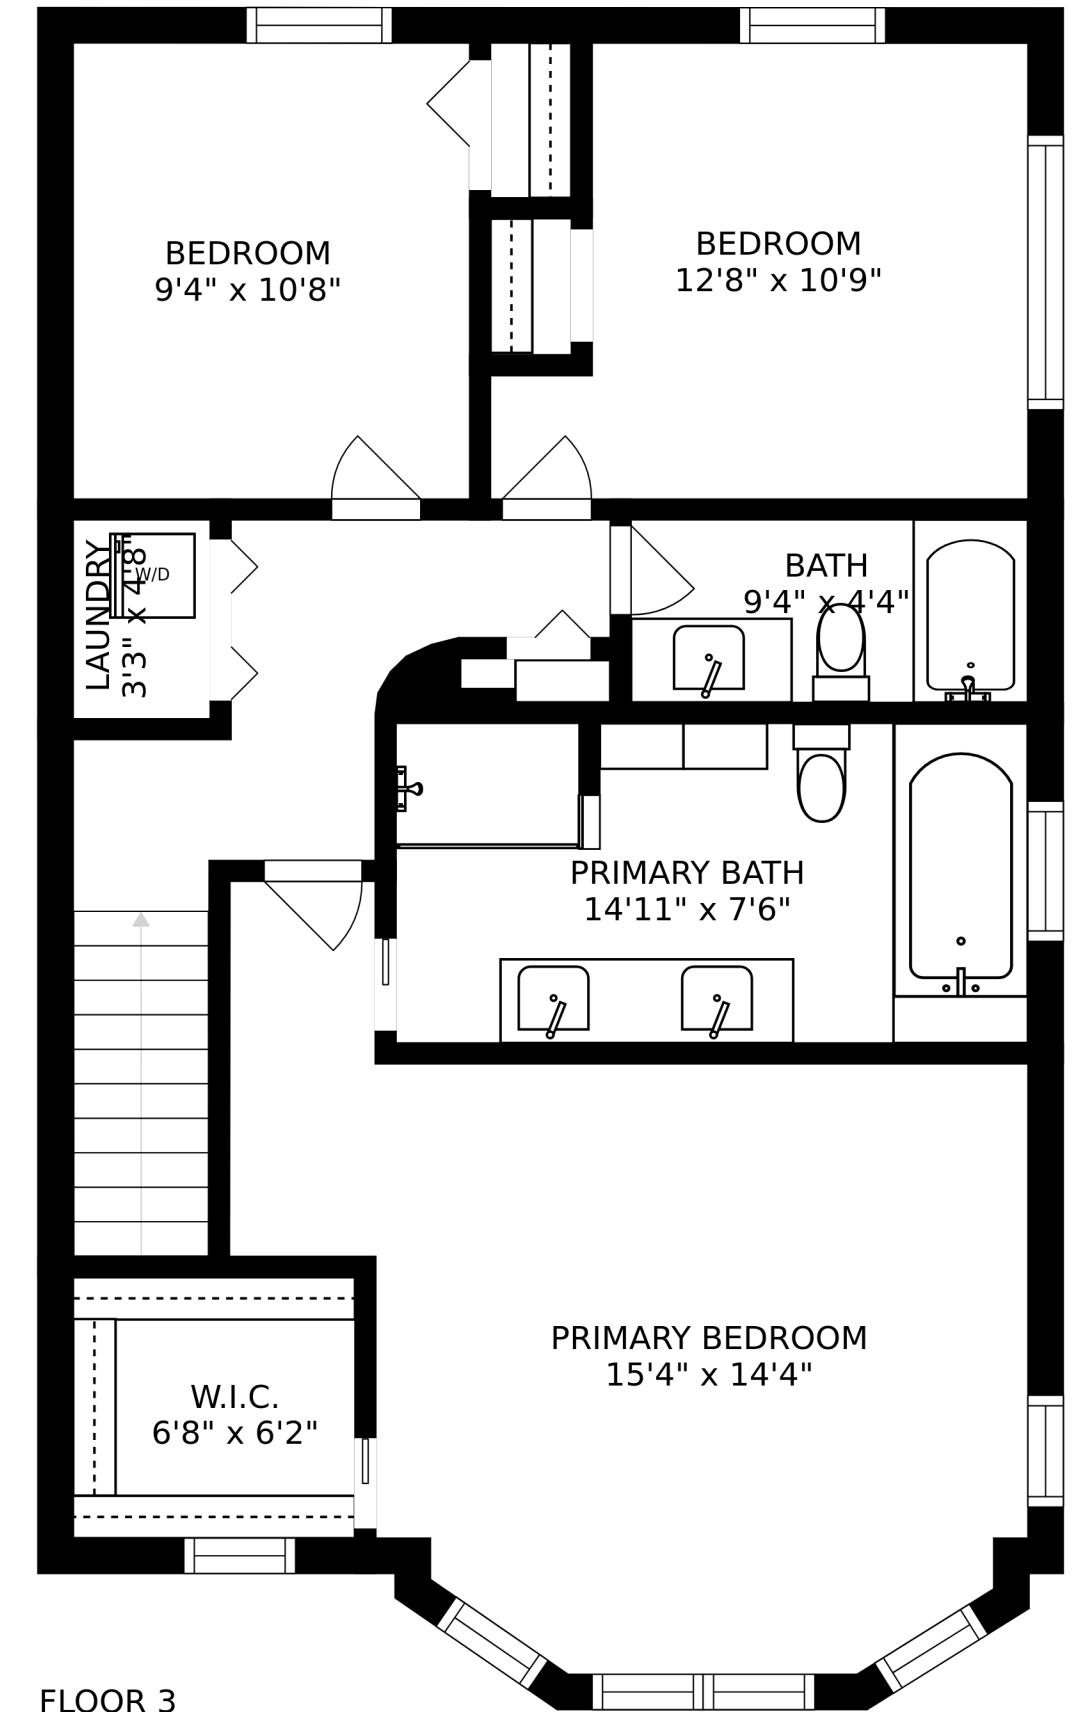 BEDROOM
9'4" x 10'8"
BEDROOM
12'8" x 10'9"
LAUNDRY
3'3" x 4'8"
W/D
BATH
9'4" x 4'4"
PRIMARY BATH
14'11" x 7'6"
PRIMARY BEDROOM
15'4" x 14'4"
W.I.C.
6'8" x 6'2"
FLOOR 3